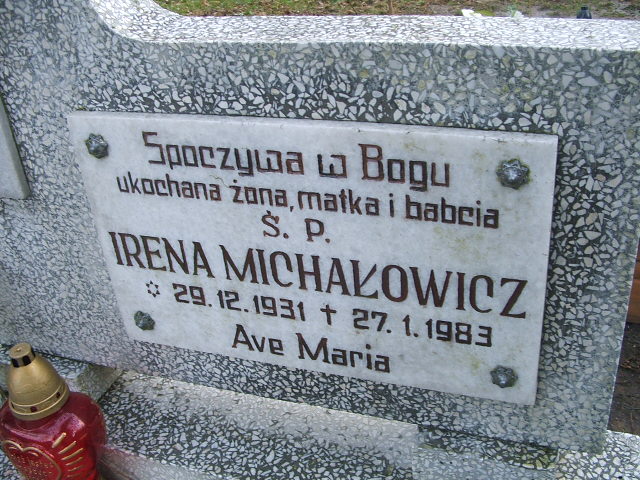 Spoczywa w Bogu
ukochana żona, matka i babcia
Ś. P.
IRENA MICHAŁOWICZ
* 29.12.1931 † 27.1.1983
Ave Maria